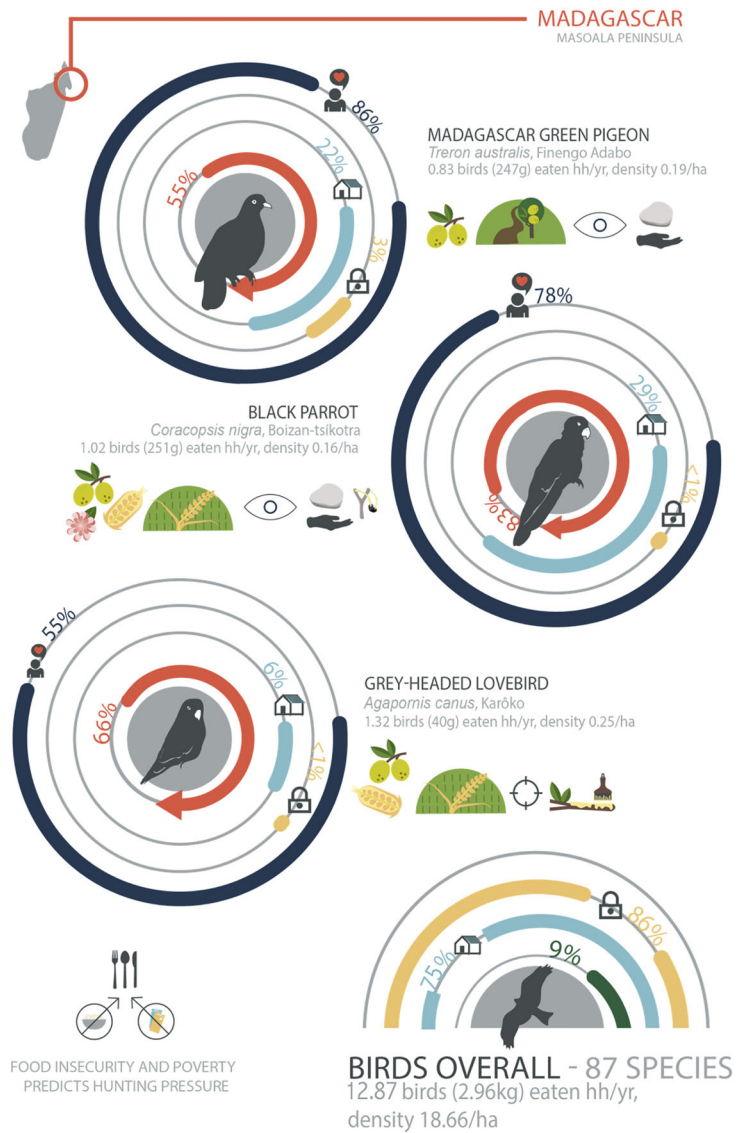 MADAGASCAR
MASOALA PENINSULA
86%
22%
55%
3%
MADAGASCAR GREEN PIGEON
Treron australis, Finengo Adabo
0.83 birds (247g) eaten hh/yr, density 0.19/ha
78%
29%
<1%
83%
BLACK PARROT
Coracopsis nigra, Boizan-tsíkotra
1.02 birds (251g) eaten hh/yr, density 0.16/ha
55%
6%
66%
<1%
GREY-HEADED LOVEBIRD
Agapornis canus, Karôko
1.32 birds (40g) eaten hh/yr, density 0.25/ha
86%
75%
9%
FOOD INSECURITY AND POVERTY
PREDICTS HUNTING PRESSURE
BIRDS OVERALL - 87 SPECIES
12.87 birds (2.96kg) eaten hh/yr,
density 18.66/ha